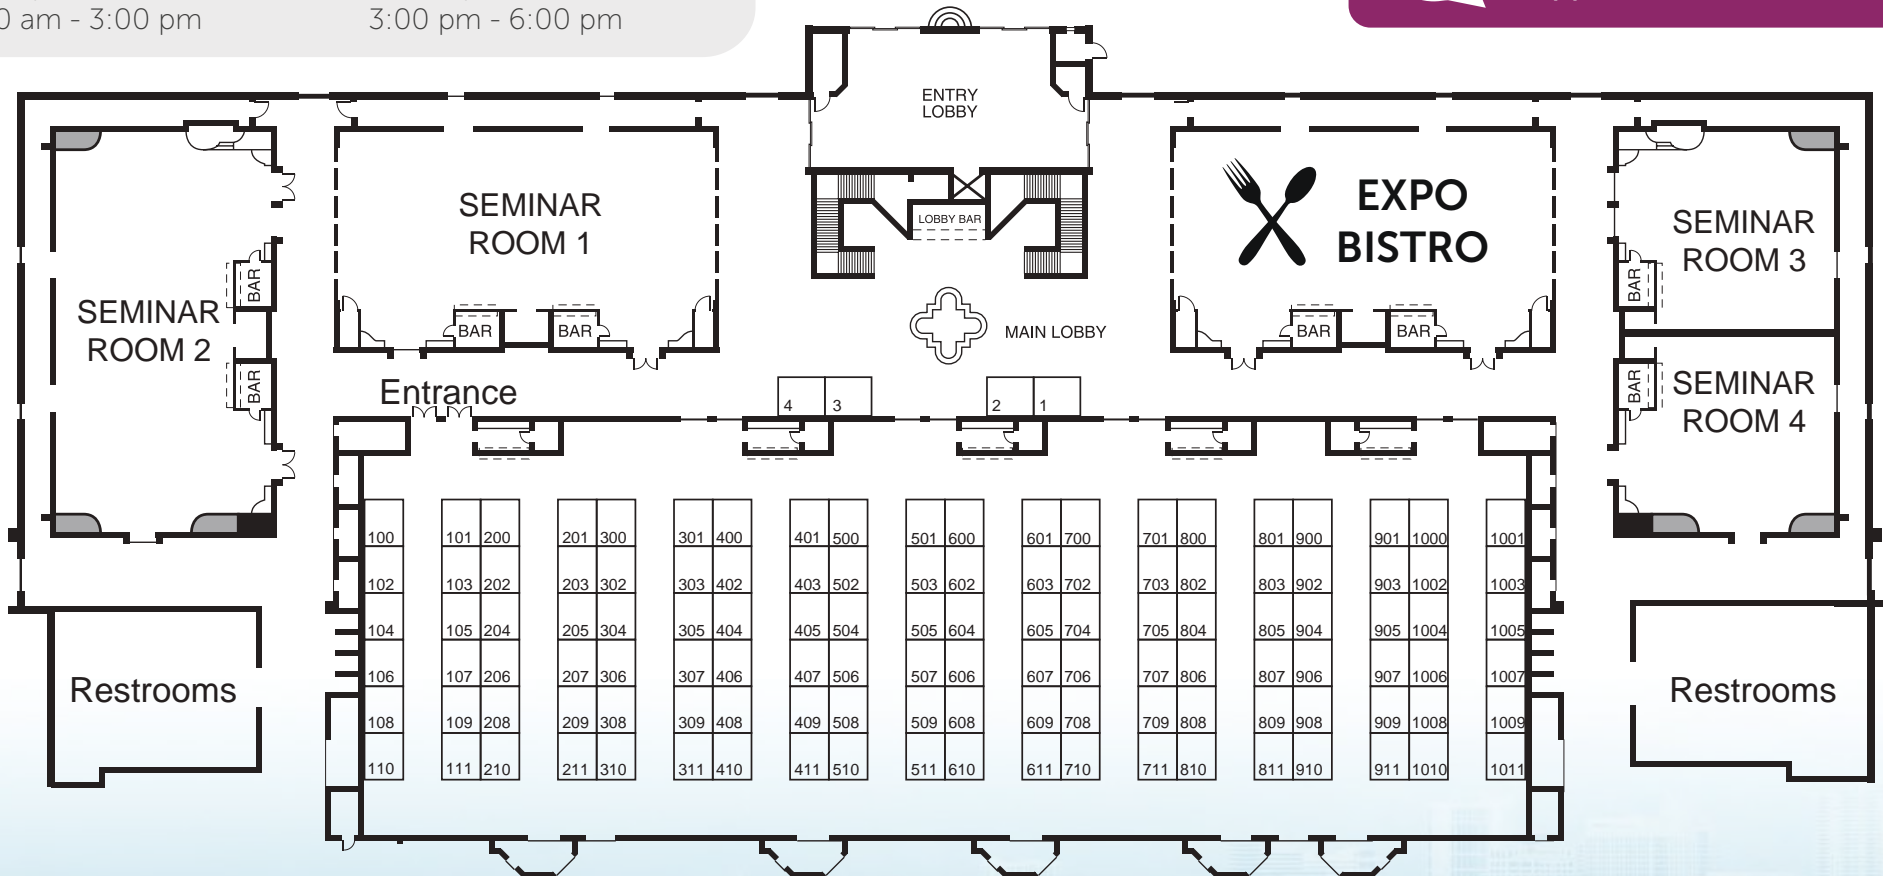 0 am - 3:00 pm
3:00 pm - 6:00 pm
ENTRY
LOBBY
LOBBY BAR
SEMINAR
ROOM 1
EXPO
BISTRO
SEMINAR
ROOM 3
BAR
BAR
SEMINAR
ROOM 2
BAR
BAR
BAR
BAR
MAIN LOBBY
BAR
BAR
SEMINAR
ROOM 4
Entrance
4 3 2 1
100 101 200 201 300 301 400 401 500 501 600 601 700 701 800 801 900 901 1000 1001
102 103 202 203 302 303 402 403 502 503 602 603 702 703 802 803 902 903 1002 1003
104 105 204 205 304 305 404 405 504 505 604 605 704 705 804 805 904 905 1004 1005
106 107 206 207 306 307 406 407 506 507 606 607 706 707 806 807 906 907 1006 1007
108 109 208 209 308 309 408 409 508 509 608 609 708 709 808 809 908 909 1008 1009
110 111 210 211 310 311 410 411 510 511 610 611 710 711 810 811 910 911 1010 1011
Restrooms
Restrooms